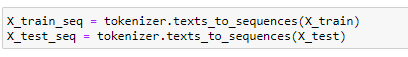 X_train_seq = tokenizer.texts_to_sequences(X_train)
X_test_seq = tokenizer.texts_to_sequences(X_test)